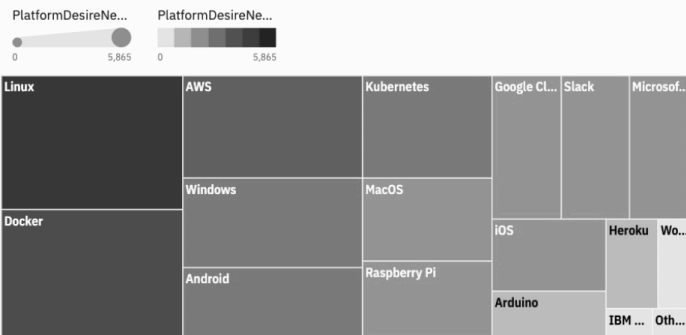 PlatformDesireNe...
PlatformDesireNe...
0
5,865
0
5,865
Linux
AWS
Kubernetes
Google Cl...
Slack
Microsof...
Windows
MacOS
Docker
iOS
Heroku
Wo...
Android
Raspberry Pi
Arduino
IBM ...
Oth...